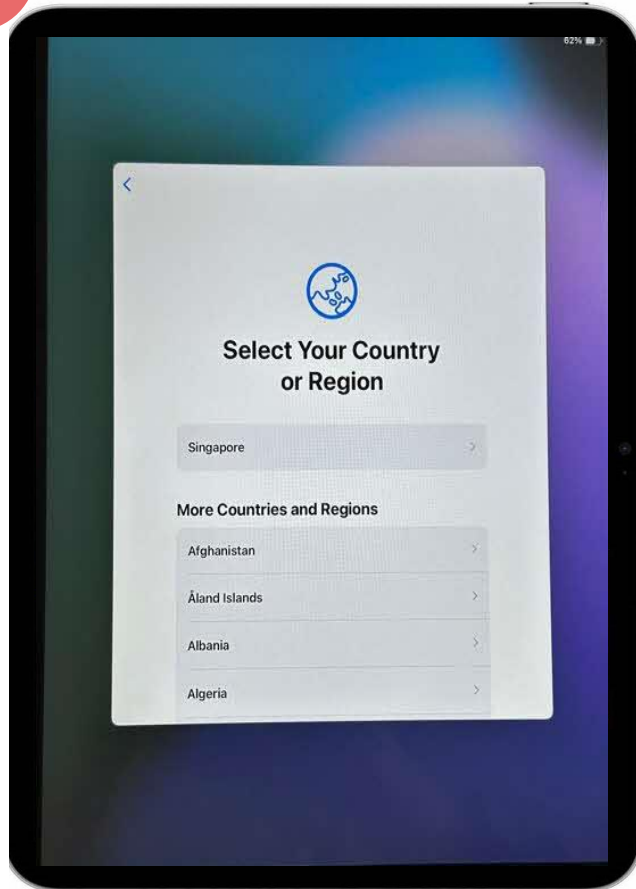 62%
Select Your Country
or Region
Singapore
More Countries and Regions
Afghanistan
Åland Islands
Albania
Algeria